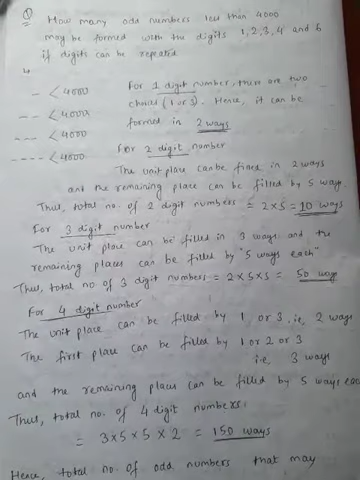 Q How many odd numbers less than 4000
may be formed with the digits 1,2,3,4 and 6
if digits can be repeated
- < 4000 For 1 digit number, there are two
-- < 4000 choices (1 or 3). Hence, it can be
--- < 4000 formed in 2 ways
---- < 4000 For 2 digit number
The unit place can be fixed in 2 ways
and the remaining place can be filled by 5 ways.
Thus, total no. of 2 digit numbers = 2 × 5 = 10 ways
For 3 digit number
The unit place can be filled in 3 ways and the
remaining places can be filled by "5 ways each"
Thus, total no of 3 digit numbers = 2 × 5 × 5 = 50 ways
For 4 digit number
The unit place can be filled by 1 or 3, i.e, 2 ways
The first place can be filled by 1 or 2 or 3
i.e, 3 ways
and the remaining places can be filled by 5 ways eac
Thus, total no. of 4 digit numbers.
= 3×5×5×2 = 150 ways
Hence, total no. of odd numbers that may